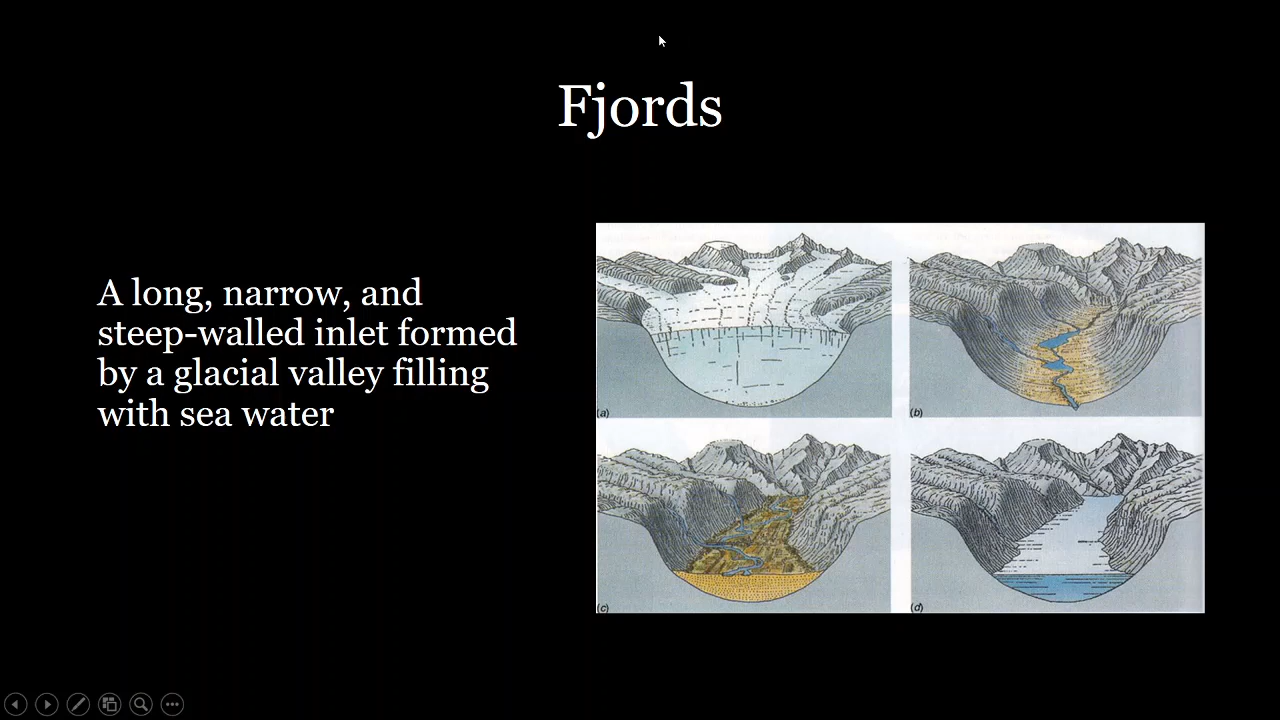 Fjords
A long, narrow, and
steep-walled inlet formed
by a glacial valley filling
with sea water
(a)
(b)
(c)
(d)